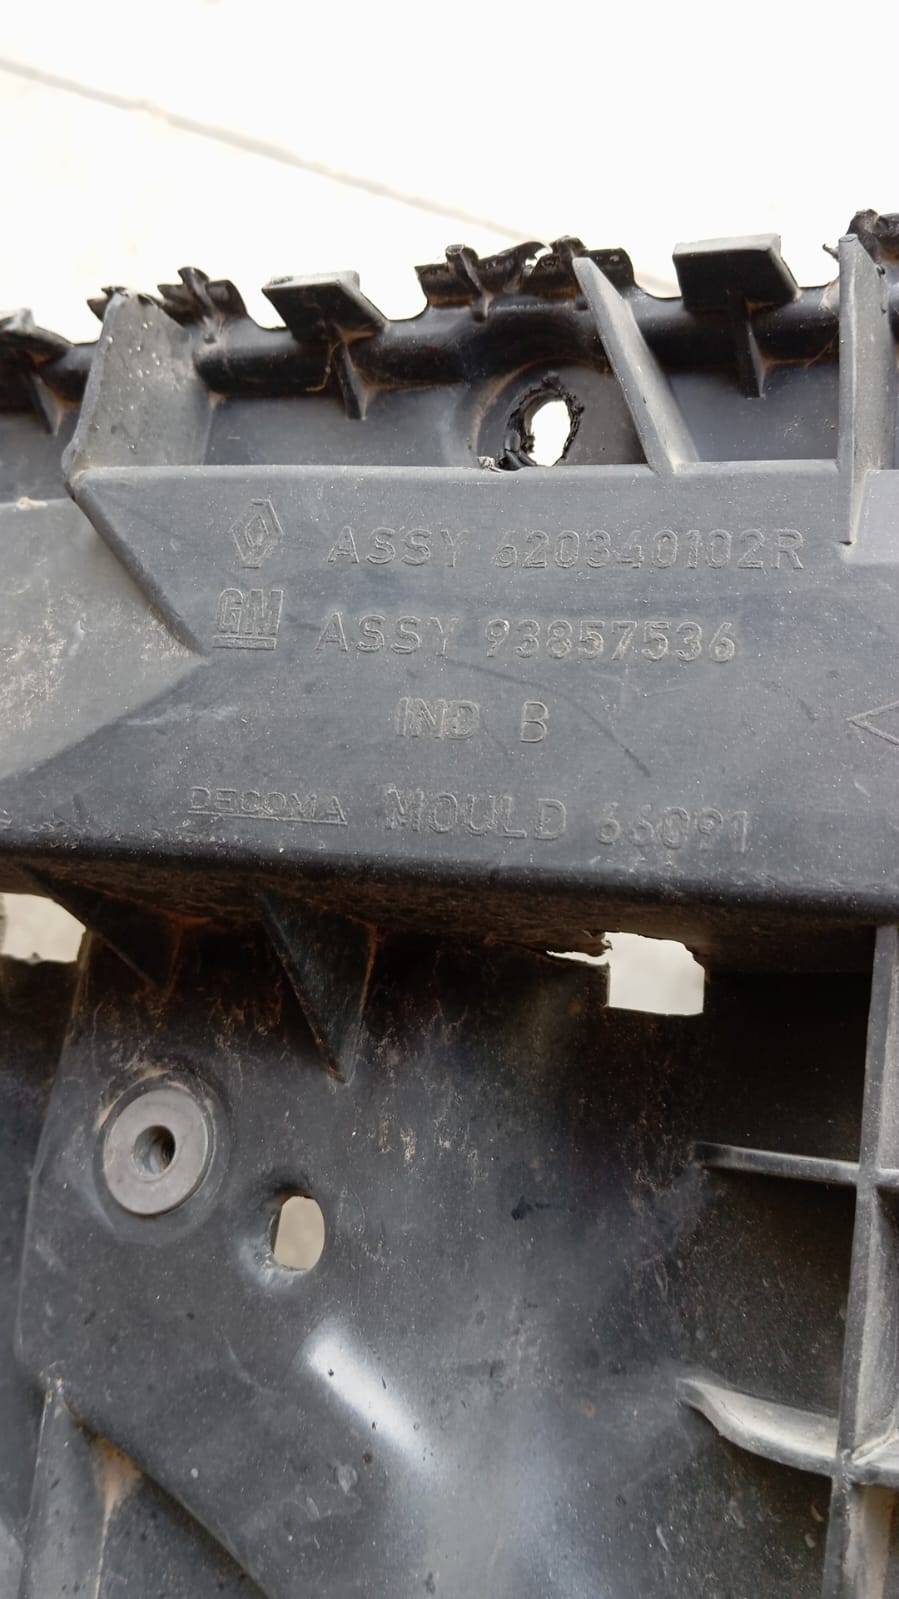 ASSY 620340102R
GM ASSY 93857536
IND B
DECOMA MOULD 66091